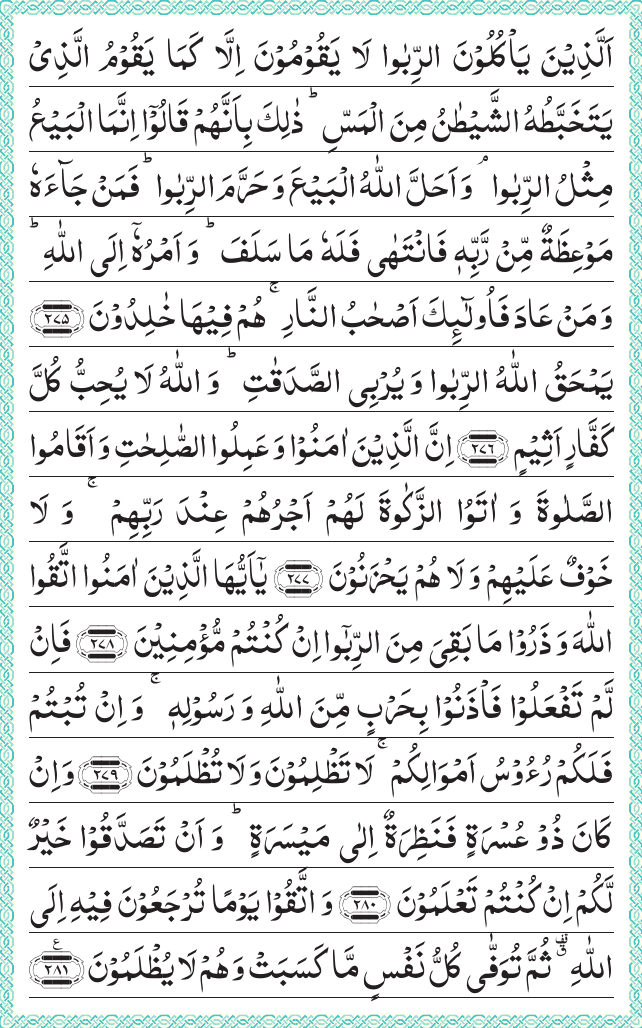 اَلَّذِيۡنَ يَاۡكُلُوۡنَ الرِّبٰوا لَا يَقُوۡمُوۡنَ اِلَّا كَمَا يَقُوۡمُ الَّذِىۡ
يَتَخَبَّطُهُ الشَّيۡطٰنُ مِنَ الۡمَسِّ‌ؕ ذٰ لِكَ بِاَنَّهُمۡ قَالُوۡۤا اِنَّمَا الۡبَيۡعُ
مِثۡلُ الرِّبٰوا‌ ۘ وَاَحَلَّ اللّٰهُ الۡبَيۡعَ وَحَرَّمَ الرِّبٰوا‌ ؕ فَمَنۡ جَآءَهٗ
مَوۡعِظَةٌ مِّنۡ رَّبِّهٖ فَانۡتَهٰى فَلَهٗ مَا سَلَفَؕ وَاَمۡرُهٗۤ اِلَى اللّٰهِ‌ؕ
وَمَنۡ عَادَ فَاُولٰٓٮِٕكَ اَصۡحٰبُ النَّارِ‌ۚ هُمۡ فِيۡهَا خٰلِدُوۡنَ ‏﴿۲۷۵﴾
يَمۡحَقُ اللّٰهُ الرِّبٰوا وَيُرۡبِى الصَّدَقٰتِ‌ؕ وَاللّٰهُ لَا يُحِبُّ كُلَّ
كَفَّارٍ اَثِيۡمٍ ﴿۲۷۶﴾ اِنَّ الَّذِيۡنَ اٰمَنُوۡا وَعَمِلُوا الصّٰلِحٰتِ وَاَقَامُوا
الصَّلٰوةَ وَاٰتَوُا الزَّكٰوةَ لَهُمۡ اَجۡرُهُمۡ عِنۡدَ رَبِّهِمۡۚ وَلَا
خَوۡفٌ عَلَيۡهِمۡ وَلَا هُمۡ يَحۡزَنُوۡنَ ﴿۲۷۷﴾ يٰۤاَيُّهَا الَّذِيۡنَ اٰمَنُوا اتَّقُوا
اللّٰهَ وَذَرُوۡا مَا بَقِىَ مِنَ الرِّبٰٓوا اِنۡ كُنۡتُمۡ مُّؤۡمِنِيۡنَ ﴿۲۷۸﴾ فَاِنۡ
لَّمۡ تَفۡعَلُوۡا فَاۡذَنُوۡا بِحَرۡبٍ مِّنَ اللّٰهِ وَرَسُوۡلِهٖ‌ۚ وَاِنۡ تُبۡتُمۡ
فَلَكُمۡ رُءُوۡسُ اَمۡوَالِكُمۡ‌ۚ لَا تَظۡلِمُوۡنَ وَلَا تُظۡلَمُوۡنَ ﴿۲۷۹﴾ وَاِنۡ
كَانَ ذُوۡ عُسۡرَةٍ فَنَظِرَةٌ اِلٰى مَيۡسَرَةٍ‌ ؕ وَاَنۡ تَصَدَّقُوۡا خَيۡرٌ
لَّكُمۡ‌ اِنۡ كُنۡتُمۡ تَعۡلَمُوۡنَ ﴿۲۸۰﴾ وَاتَّقُوۡا يَوۡمًا تُرۡجَعُوۡنَ فِيۡهِ اِلَى
اللّٰهِ ۖ ثُمَّ تُوَفّٰى كُلُّ نَفۡسٍ مَّا كَسَبَتۡ وَهُمۡ لَا يُظۡلَمُوۡنَ ﴿۲۸۱﴾ ع